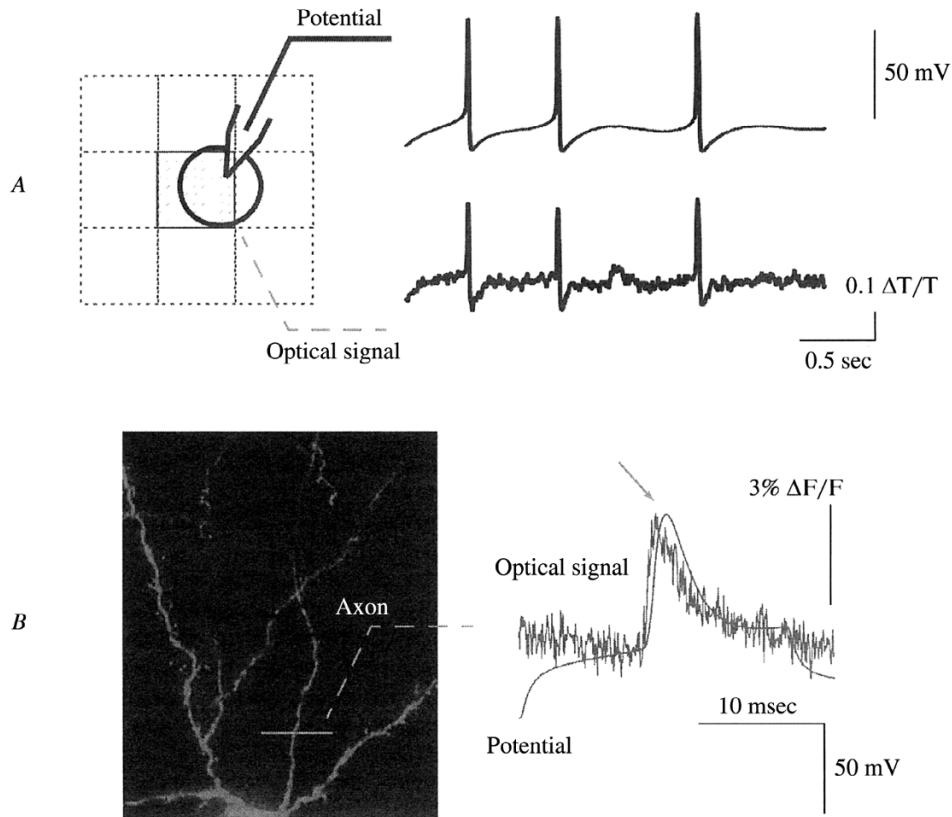 Potential
50 mV
A
0.1 ΔT/T
Optical signal
0.5 sec
3% ΔF/F
Optical signal
Axon
B
10 msec
Potential
50 mV